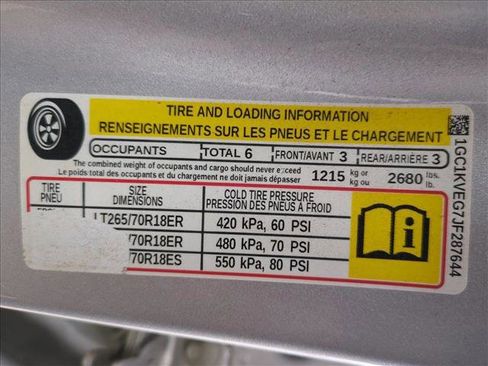 TIRE AND LOADING INFORMATION
RENSEIGNEMENTS SUR LES PNEUS ET LE CHARGEMENT
OCCUPANTS TOTAL 6 FRONT/AVANT 3 REAR/ARRIÈRE 3
The combined weight of occupants and cargo should never exceed 1215 kg or 2680 lbs.
Le poids total des occupants et du chargement ne doit jamais dépasser kg ou lb.
TIRE SIZE COLD TIRE PRESSURE
PNEU DIMENSIONS PRESSION DES PNEUS À FROID
LT265/70R18ER 420 kPa, 60 PSI
/70R18ER 480 kPa, 70 PSI
/70R18ES 550 kPa, 80 PSI
i
1GC1KVEG7JF287644